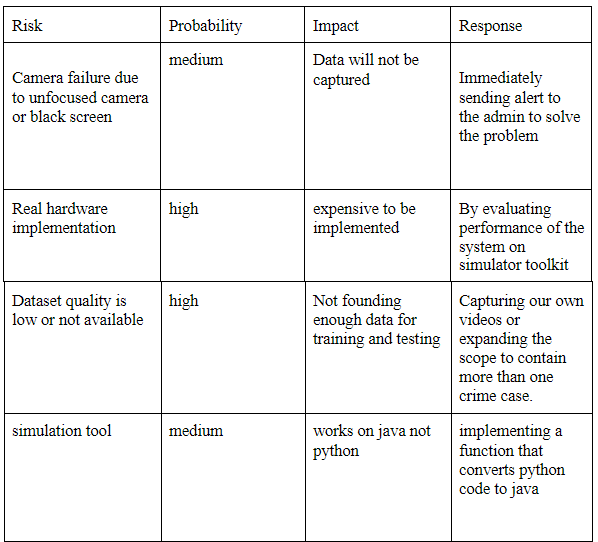 Risk
Probability
Impact
Response
Camera failure due
to unfocused camera
or black screen
medium
Data will not be
captured
Immediately
sending alert to
the admin to solve
the problem
Real hardware
implementation
high
expensive to be
implemented
By evaluating
performance of the
system on
simulator toolkit
Dataset quality is
low or not available
high
Not founding
enough data for
training and testing
Capturing our own
videos or
expanding the
scope to contain
more than one
crime case.
simulation tool
medium
works on java not
python
implementing a
function that
converts python
code to java